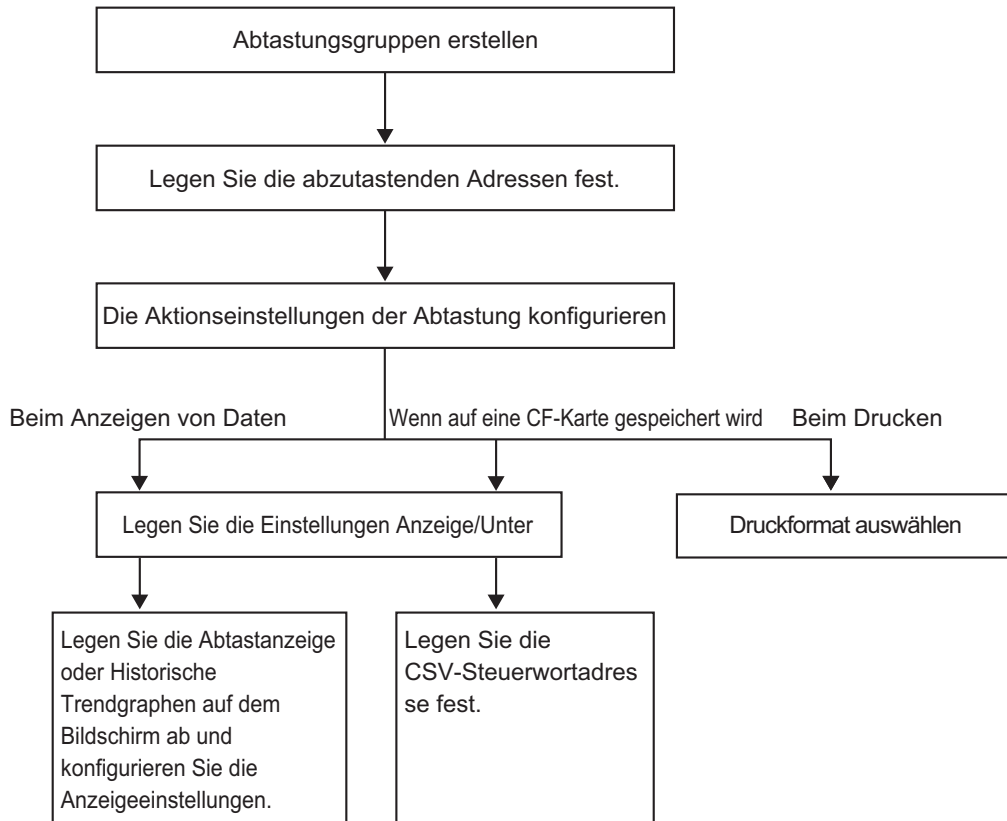 Abtastungsgruppen erstellen
Legen Sie die abzutastenden Adressen fest.
Die Aktionseinstellungen der Abtastung konfigurieren
Beim Anzeigen von Daten
Wenn auf eine CF-Karte gespeichert wird
Beim Drucken
Legen Sie die Einstellungen Anzeige/Unter
Druckformat auswählen
Legen Sie die Abtastanzeige
oder Historische
Trendgraphen auf dem
Bildschirm ab und
konfigurieren Sie die
Anzeigeeinstellungen.
Legen Sie die
CSV-Steuerwortadres
se fest.